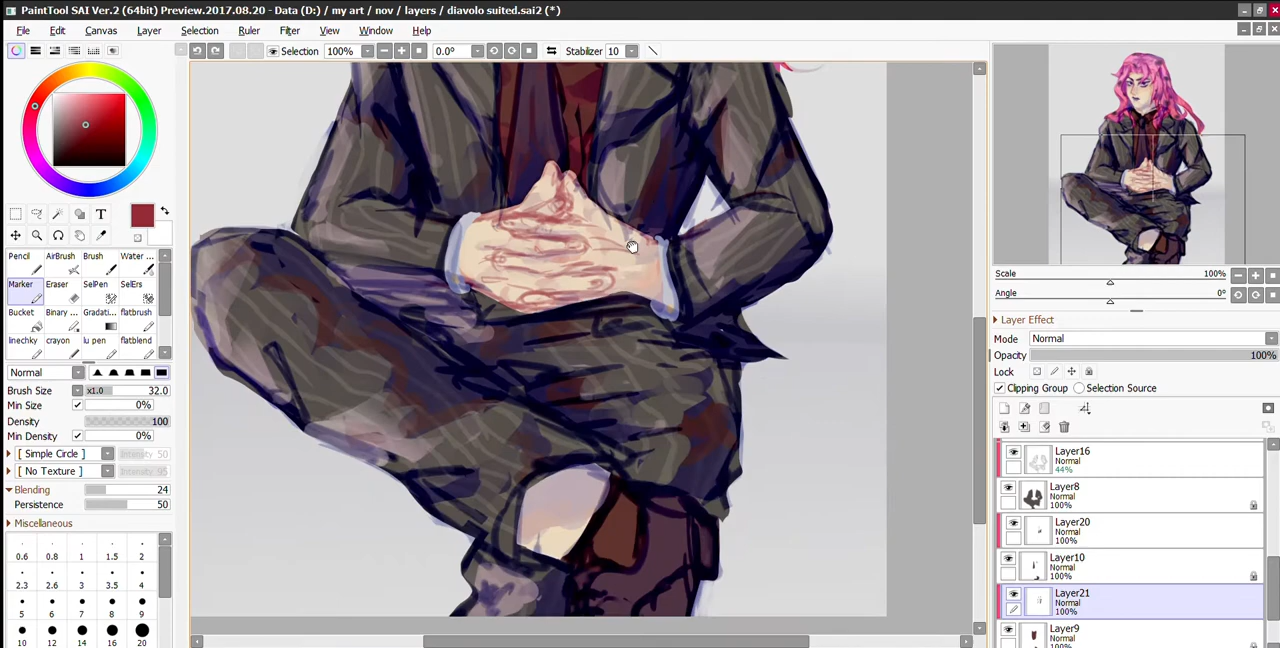 PaintTool SAI Ver.2 (64bit) Preview.2017.08.20 - Data (D:) / my art / nov / layers / diavolo suited.sai2 (*)
File Edit Canvas Layer Selection Ruler Filter View Window Help
Selection 100% 0.0° Stabilizer 10
T
Pencil AirBrush Brush Water ...
Marker Eraser SelPen SelErs
Bucket Binary ... Gradati... flatbrush
linechky crayon lu pen flatblend
Normal
Brush Size x1.0 32.0
Min Size 0%
Density 100
Min Density 0%
[ Simple Circle ] Intensity 50
[ No Texture ] Intensity 95
Blending 24
Persistence 50
Miscellaneous
0.6 0.8 1 1.5 2
2.3 2.6 3 3.5 4
5 6 7 8 9
10 12 14 16 20
Scale 100%
Angle 0°
Layer Effect
Mode Normal
Opacity 100%
Lock
Clipping Group Selection Source
Layer16
Normal
44%
Layer8
Normal
100%
Layer20
Normal
100%
Layer10
Normal
100%
Layer21
Normal
100%
Layer9
Normal
100%